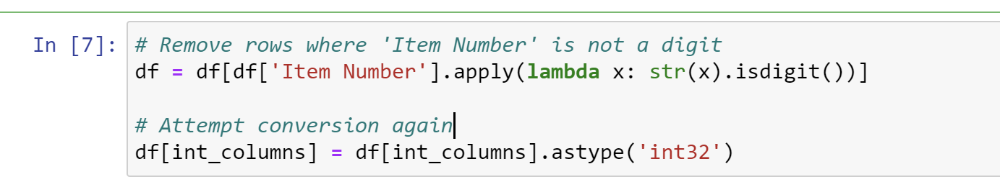 In [7]: # Remove rows where 'Item Number' is not a digit
df = df[df['Item Number'].apply(lambda x: str(x).isdigit())]
# Attempt conversion again
df[int_columns] = df[int_columns].astype('int32')